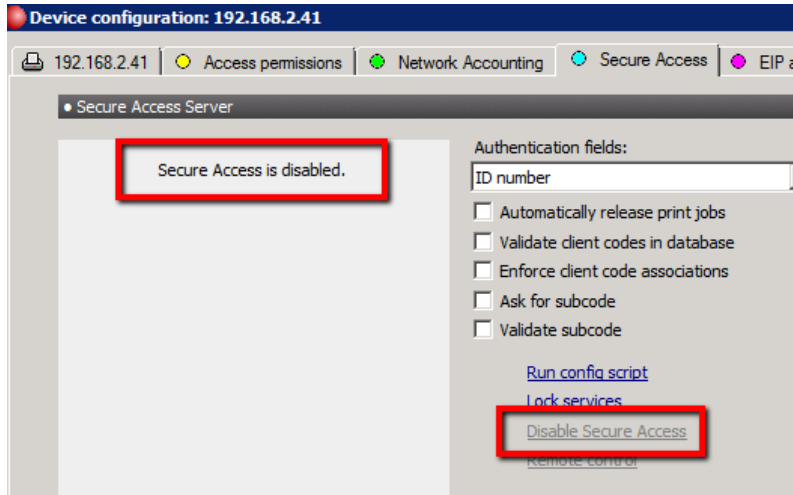 Device configuration: 192.168.2.41
192.168.2.41 Access permissions Network Accounting Secure Access EIP
• Secure Access Server
Secure Access is disabled.
Authentication fields:
ID number
Automatically release print jobs
Validate client codes in database
Enforce client code associations
Ask for subcode
Validate subcode
Run config script
Lock services
Disable Secure Access
Remote control